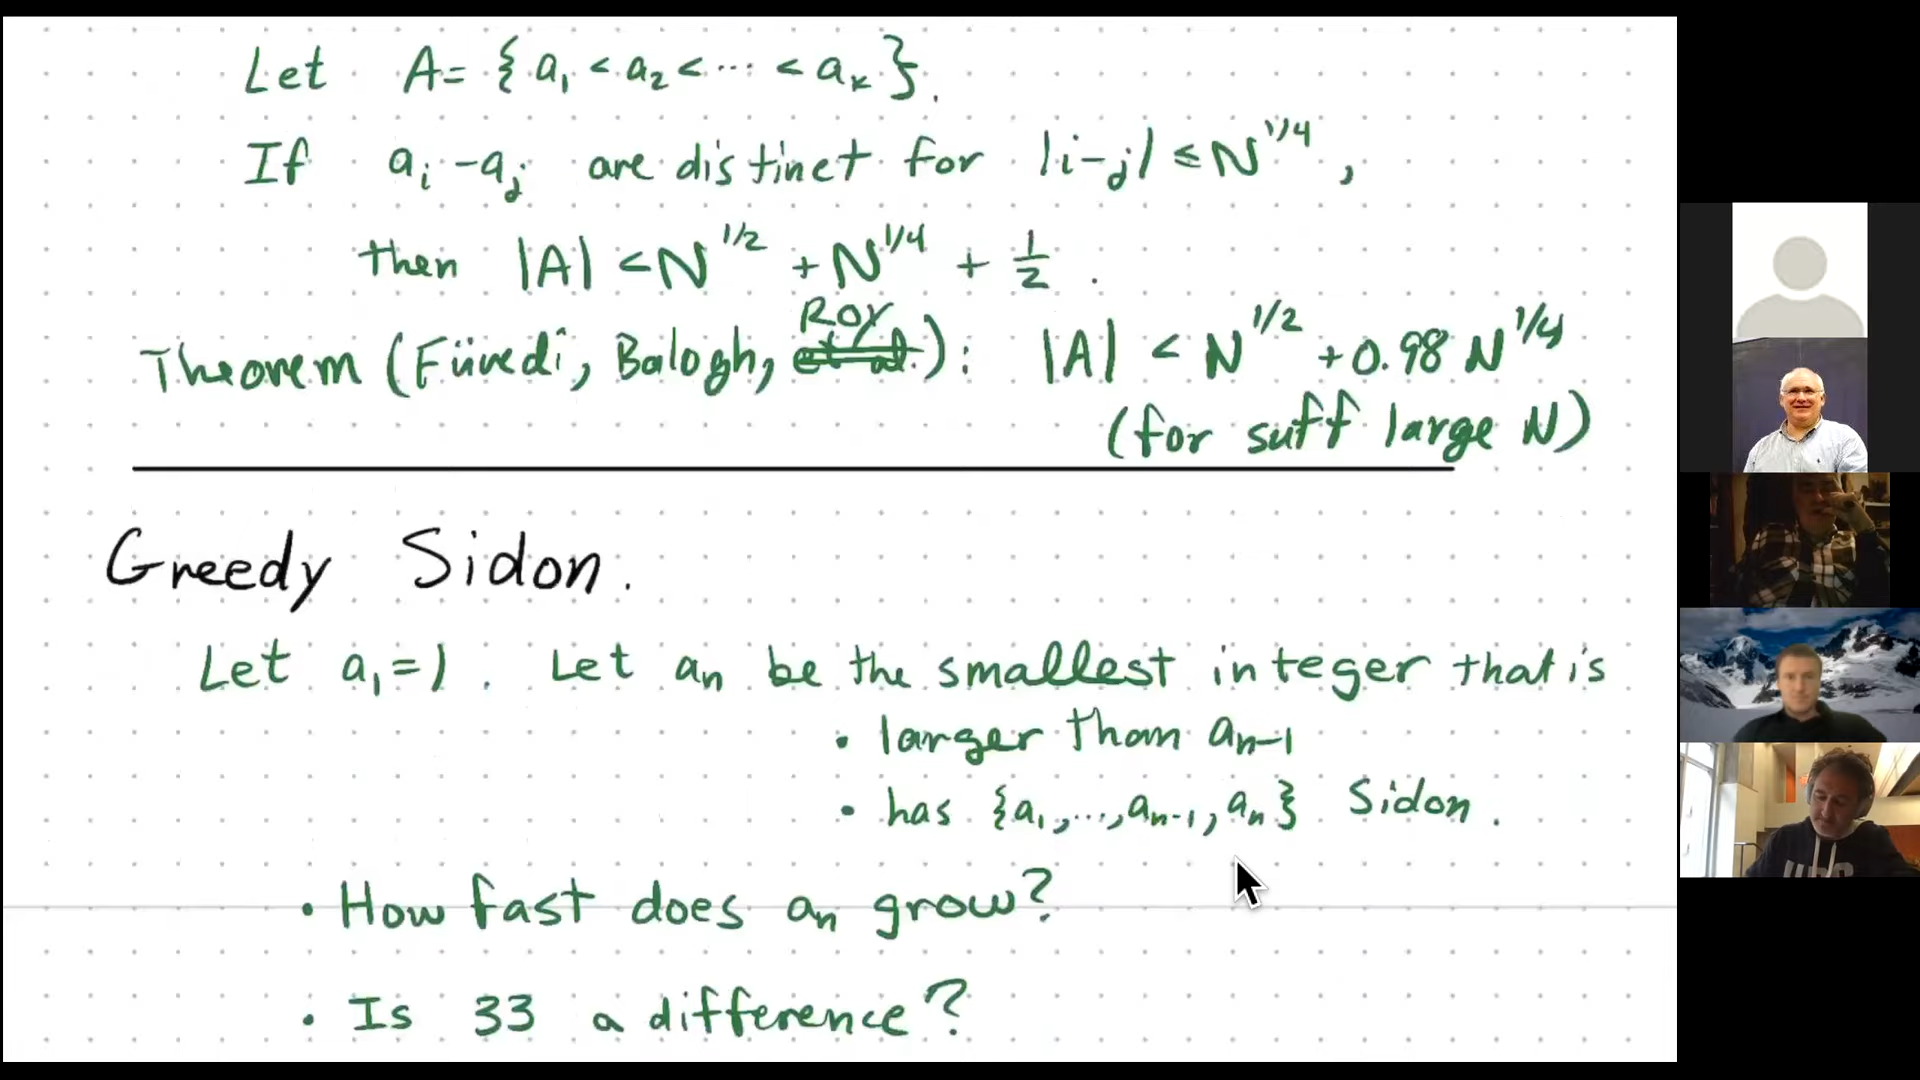 Let A = { a₁ < a₂ < ⋯ < aₖ }.
If aᵢ - aⱼ are distinct for |i-j| ≤ N^{1/4},
then |A| < N^{1/2} + N^{1/4} + 1/2 .
Theorem (Füredi, Balogh, Roy): |A| < N^{1/2} + 0.98 N^{1/4}
(for suff large N)
Greedy Sidon.
Let a₁ = 1. Let aₙ be the smallest integer that is
• larger than aₙ₋₁
• has {a₁, ..., aₙ₋₁, aₙ} Sidon.
• How fast does aₙ grow?
• Is 33 a difference?